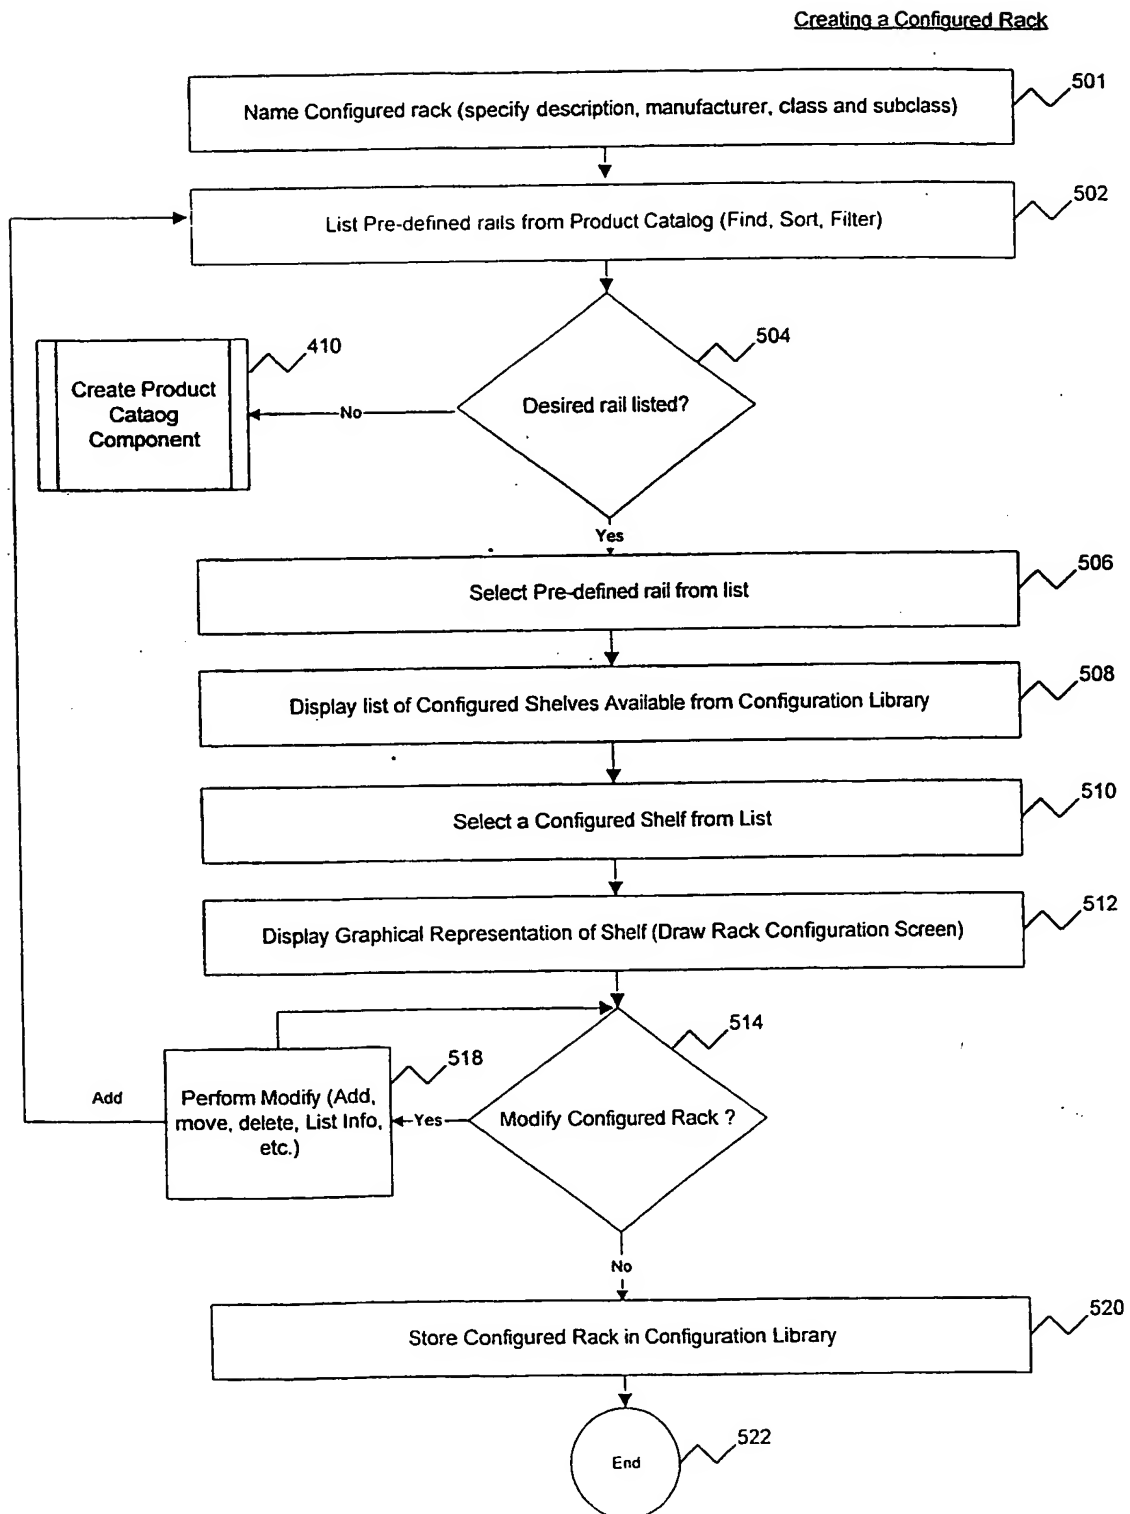 Creating a Configured Rack
501
Name Configured rack (specify description, manufacturer, class and subclass)
502
List Pre-defined rails from Product Catalog (Find, Sort, Filter)
410
504
Create Product
Cataog
Component
No
Desired rail listed?
Yes
506
Select Pre-defined rail from list
508
Display list of Configured Shelves Available from Configuration Library
510
Select a Configured Shelf from List
512
Display Graphical Representation of Shelf (Draw Rack Configuration Screen)
514
518
Add
Perform Modify (Add,
move, delete, List Info,
etc.)
Yes
Modify Configured Rack ?
No
520
Store Configured Rack in Configuration Library
522
End